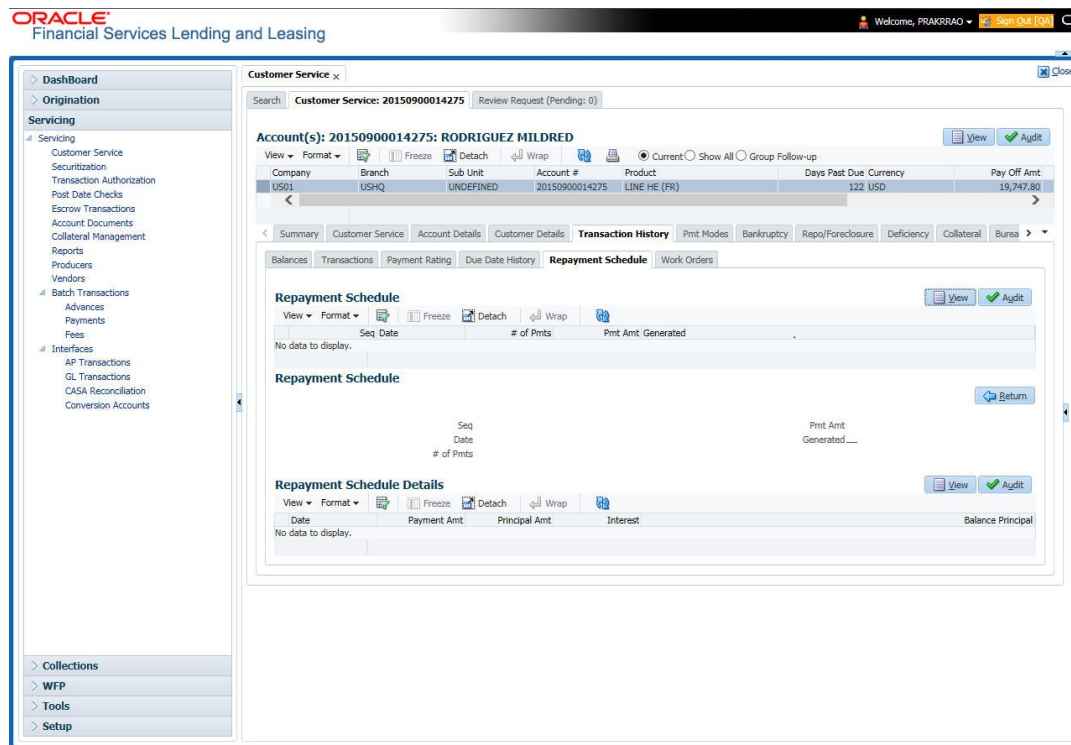 ORACLE
Financial Services Lending and Leasing
Welcome, PRAKRRAO Sign Out [QA]
Close
DashBoard
Origination
Servicing
Servicing
Customer Service
Securitization
Transaction Authorization
Post Date Checks
Escrow Transactions
Account Documents
Collateral Management
Reports
Producers
Vendors
Batch Transactions
Advances
Payments
Fees
Interfaces
AP Transactions
GL Transactions
CASA Reconciliation
Conversion Accounts
Collections
WFP
Tools
Setup
Customer Service x
Search Customer Service: 20150900014275 Review Request (Pending: 0)
Account(s): 20150900014275: RODRIGUEZ MILDRED View Audit
View Format Freeze Detach Wrap Current Show All Group Follow-up
Company Branch Sub Unit Account # Product Days Past Due Currency Pay Off Amt
US01 USHQ UNDEFINED 20150900014275 LINE HE (FR) 122 USD 19,747.80
Summary Customer Service Account Details Customer Details Transaction History Pmt Modes Bankruptcy Repo/Foreclosure Deficiency Collateral Burea
Balances Transactions Payment Rating Due Date History Repayment Schedule Work Orders
Repayment Schedule View Audit
View Format Freeze Detach Wrap
Seq Date # of Pmts Pmt Amt Generated
No data to display.
Repayment Schedule
Return
Seq Pmt Amt
Date Generated
# of Pmts
Repayment Schedule Details View Audit
View Format Freeze Detach Wrap
Date Payment Amt Principal Amt Interest Balance Principal
No data to display.